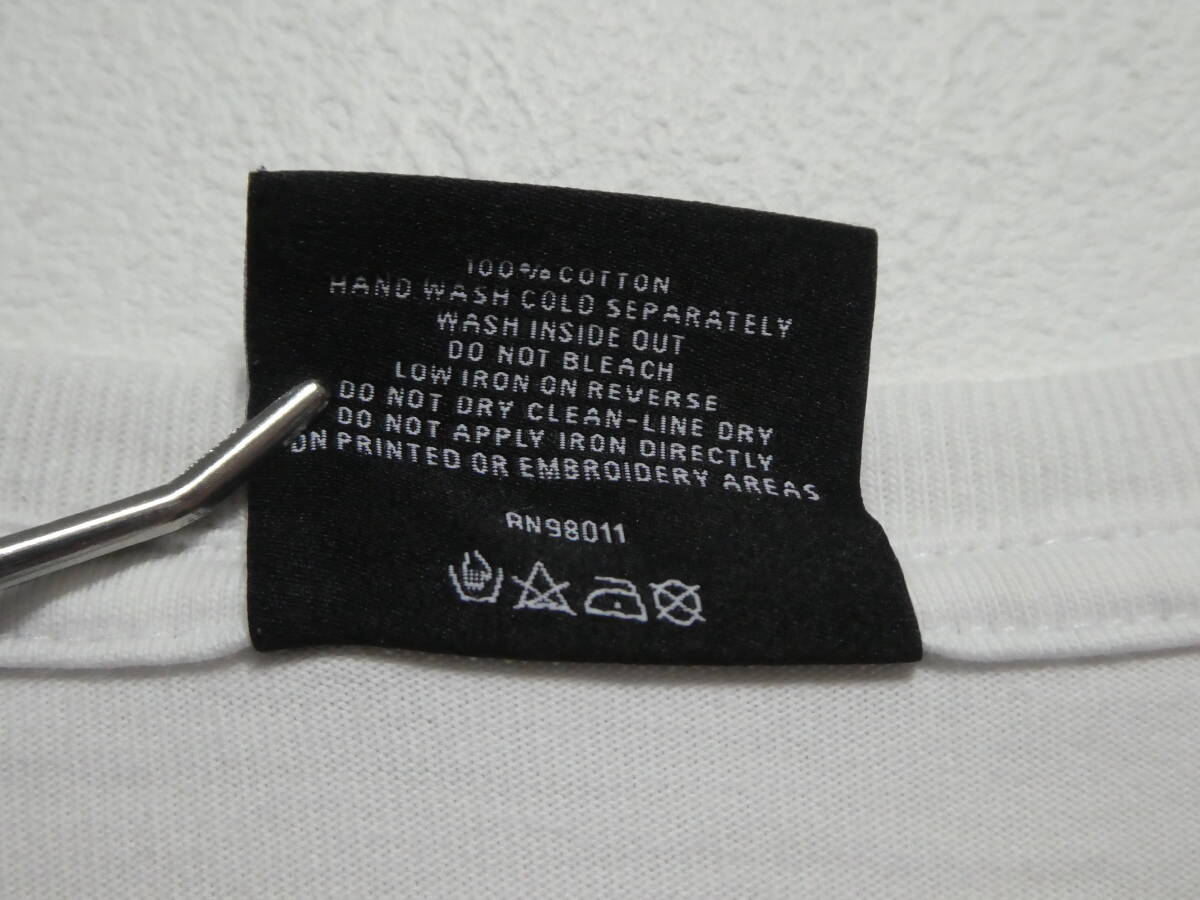 100% COTTON
HAND WASH COLD SEPARATELY
WASH INSIDE OUT
DO NOT BLEACH
LOW IRON ON REVERSE
DO NOT DRY CLEAN-LINE DRY
DO NOT APPLY IRON DIRECTLY
ON PRINTED OR EMBROIDERY AREAS
RN98011